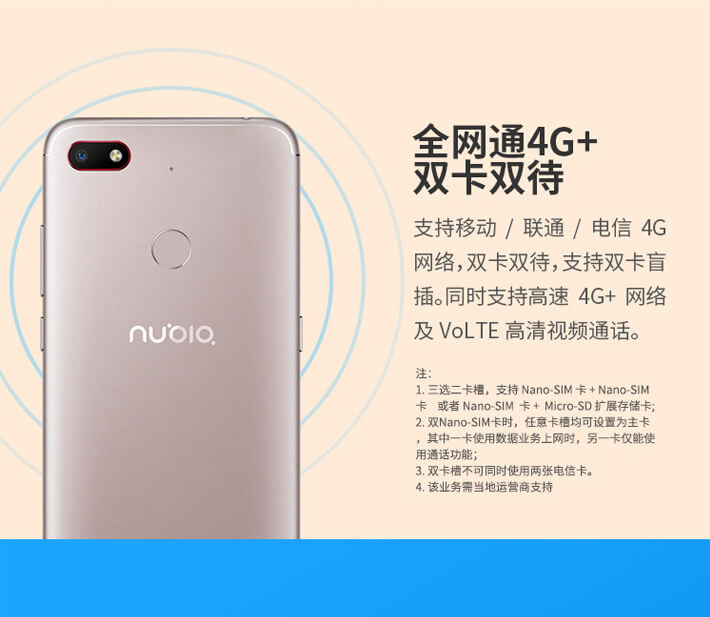 全网通4G+
双卡双待
支持移动 / 联通 / 电信 4G
网络，双卡双待，支持双卡盲
插。同时支持高速 4G+ 网络
及 VoLTE 高清视频通话。
注：
1. 三选二卡槽，支持 Nano-SIM 卡 + Nano-SIM
卡 或者 Nano-SIM 卡 + Micro-SD 扩展存储卡;
2. 双Nano-SIM卡时，任意卡槽均可设置为主卡
，其中一卡使用数据业务上网时，另一卡仅能使
用通话功能；
3. 双卡槽不可同时使用两张电信卡。
4. 该业务需当地运营商支持
nubia